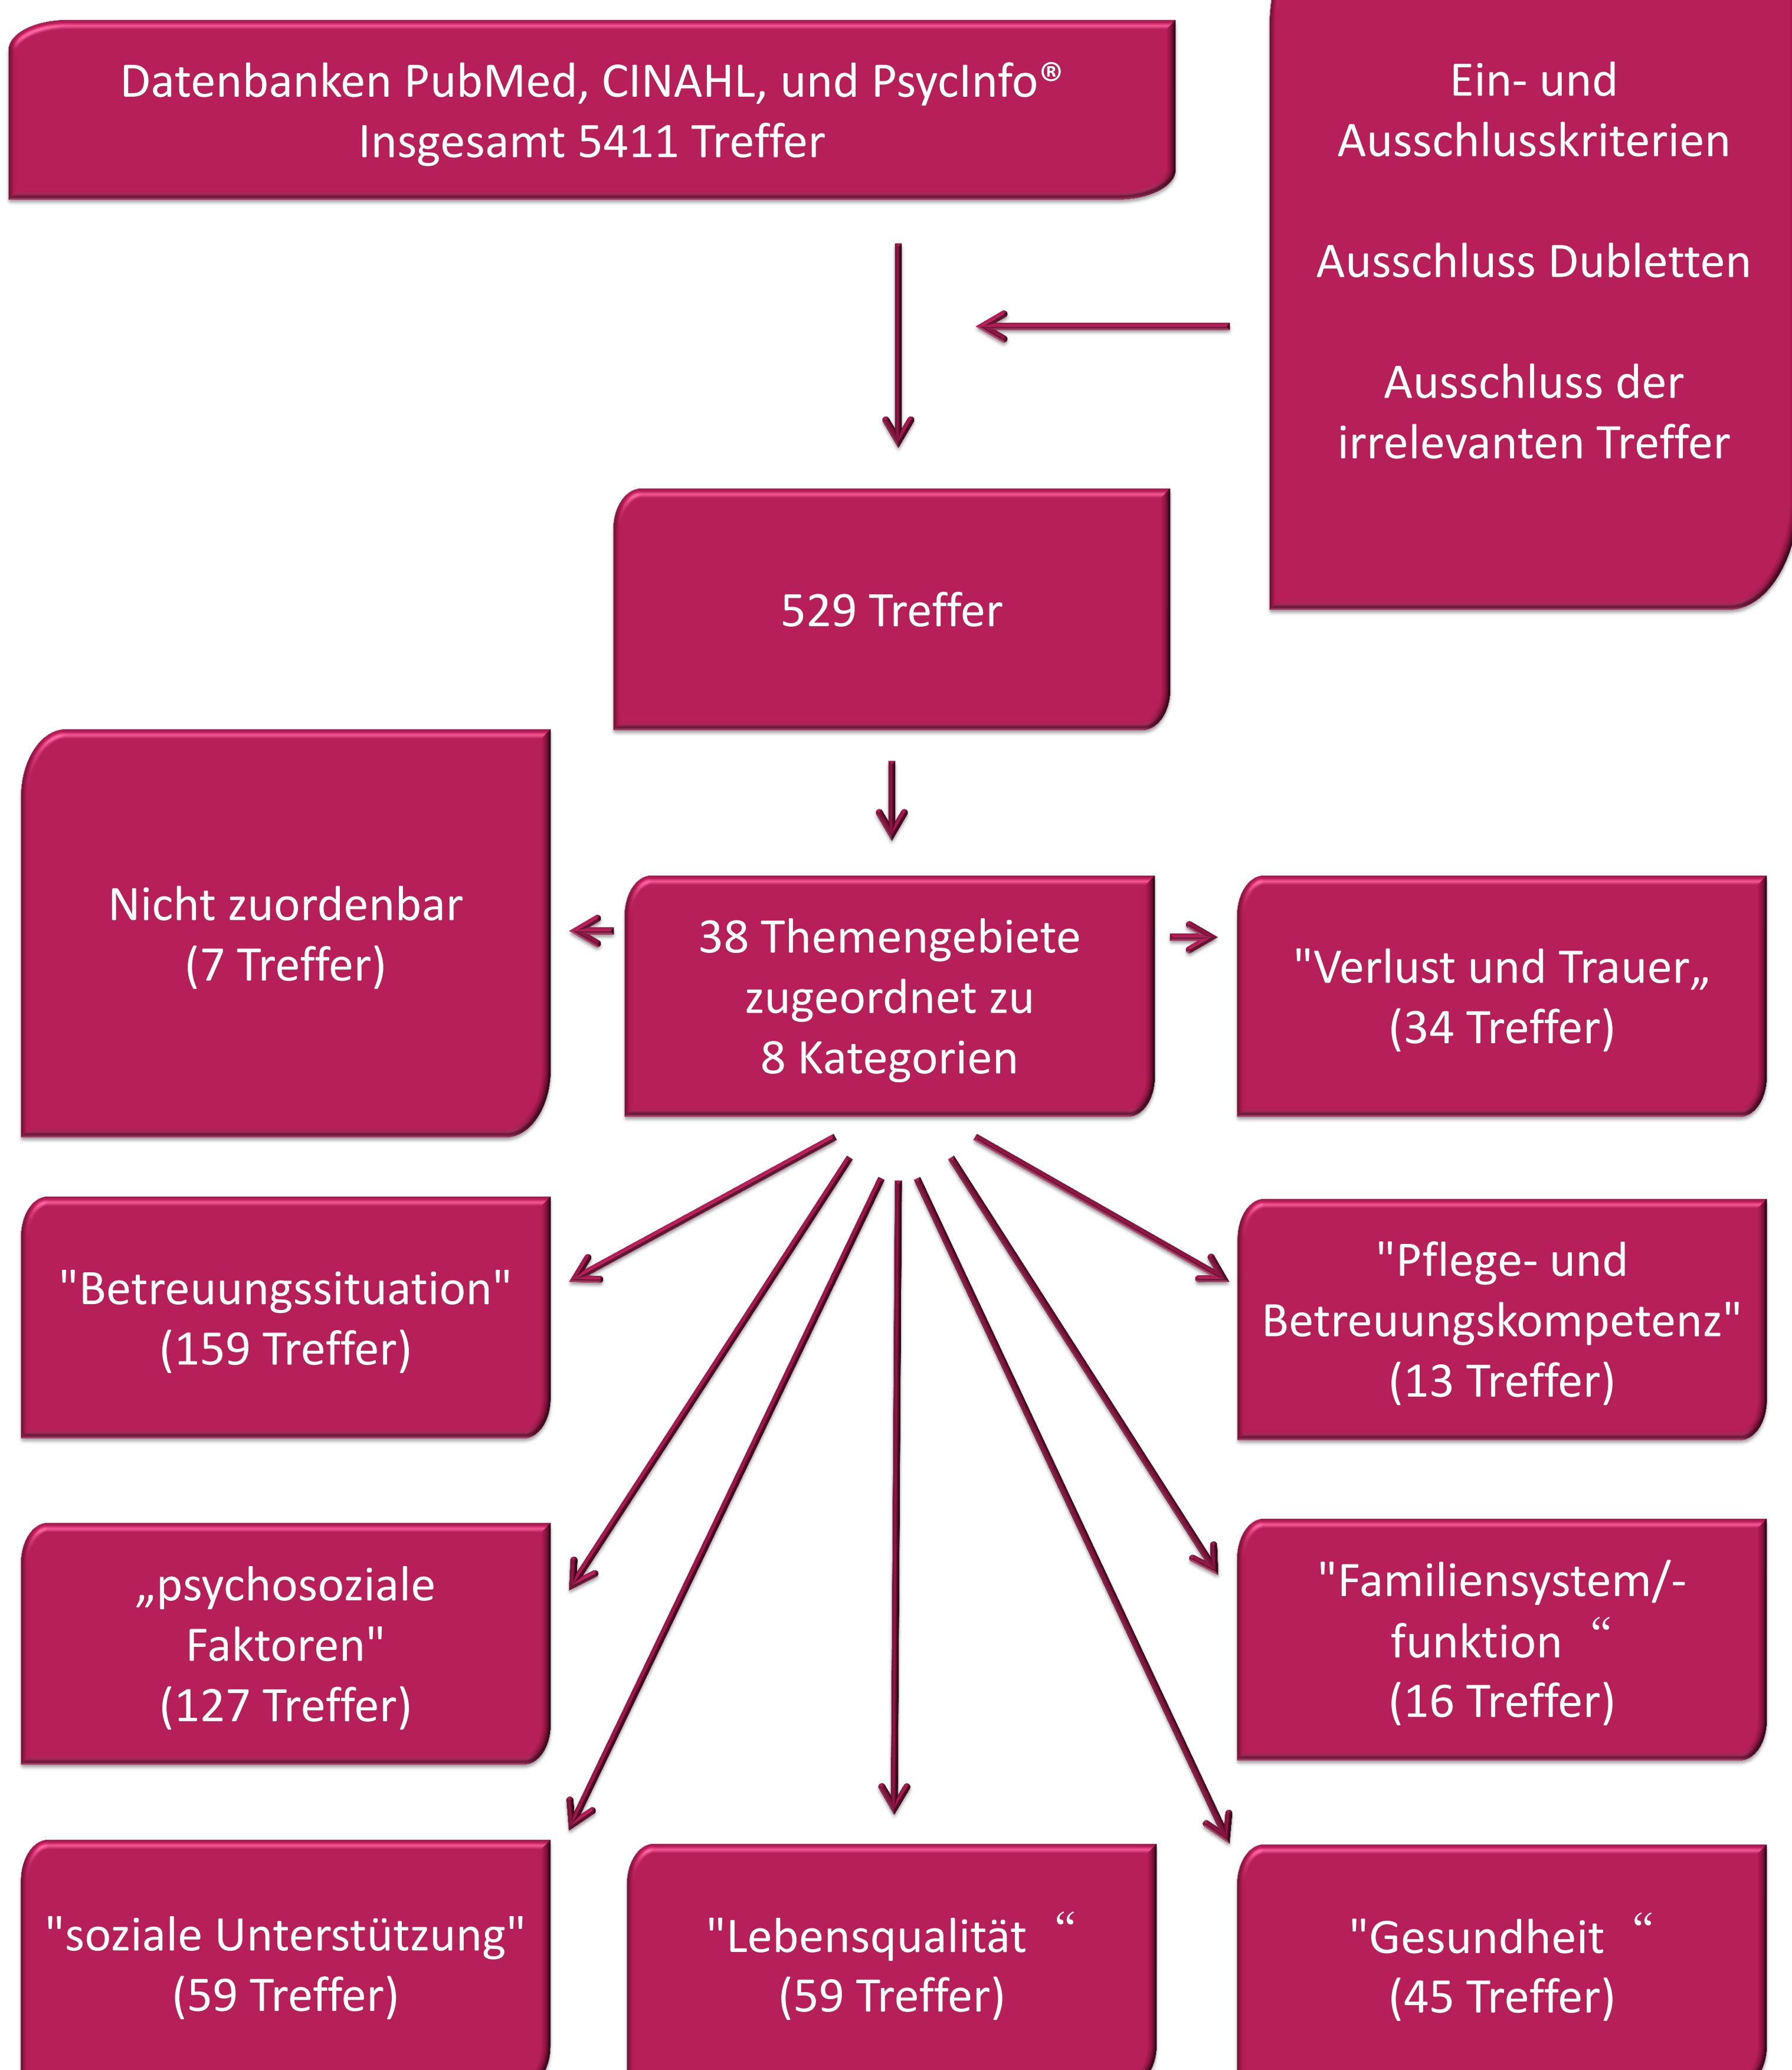 Datenbanken PubMed, CINAHL, und PsycInfo®
Insgesamt 5411 Treffer
Ein- und
Ausschlusskriterien
Ausschluss Dubletten
Ausschluss der
irrelevanten Treffer
529 Treffer
Nicht zuordenbar
(7 Treffer)
38 Themengebiete
zugeordnet zu
8 Kategorien
"Verlust und Trauer„
(34 Treffer)
"Betreuungssituation"
(159 Treffer)
"Pflege- und
Betreuungskompetenz"
(13 Treffer)
„psychosoziale
Faktoren"
(127 Treffer)
"Familiensystem/-
funktion “
(16 Treffer)
"soziale Unterstützung"
(59 Treffer)
"Lebensqualität “
(59 Treffer)
"Gesundheit “
(45 Treffer)